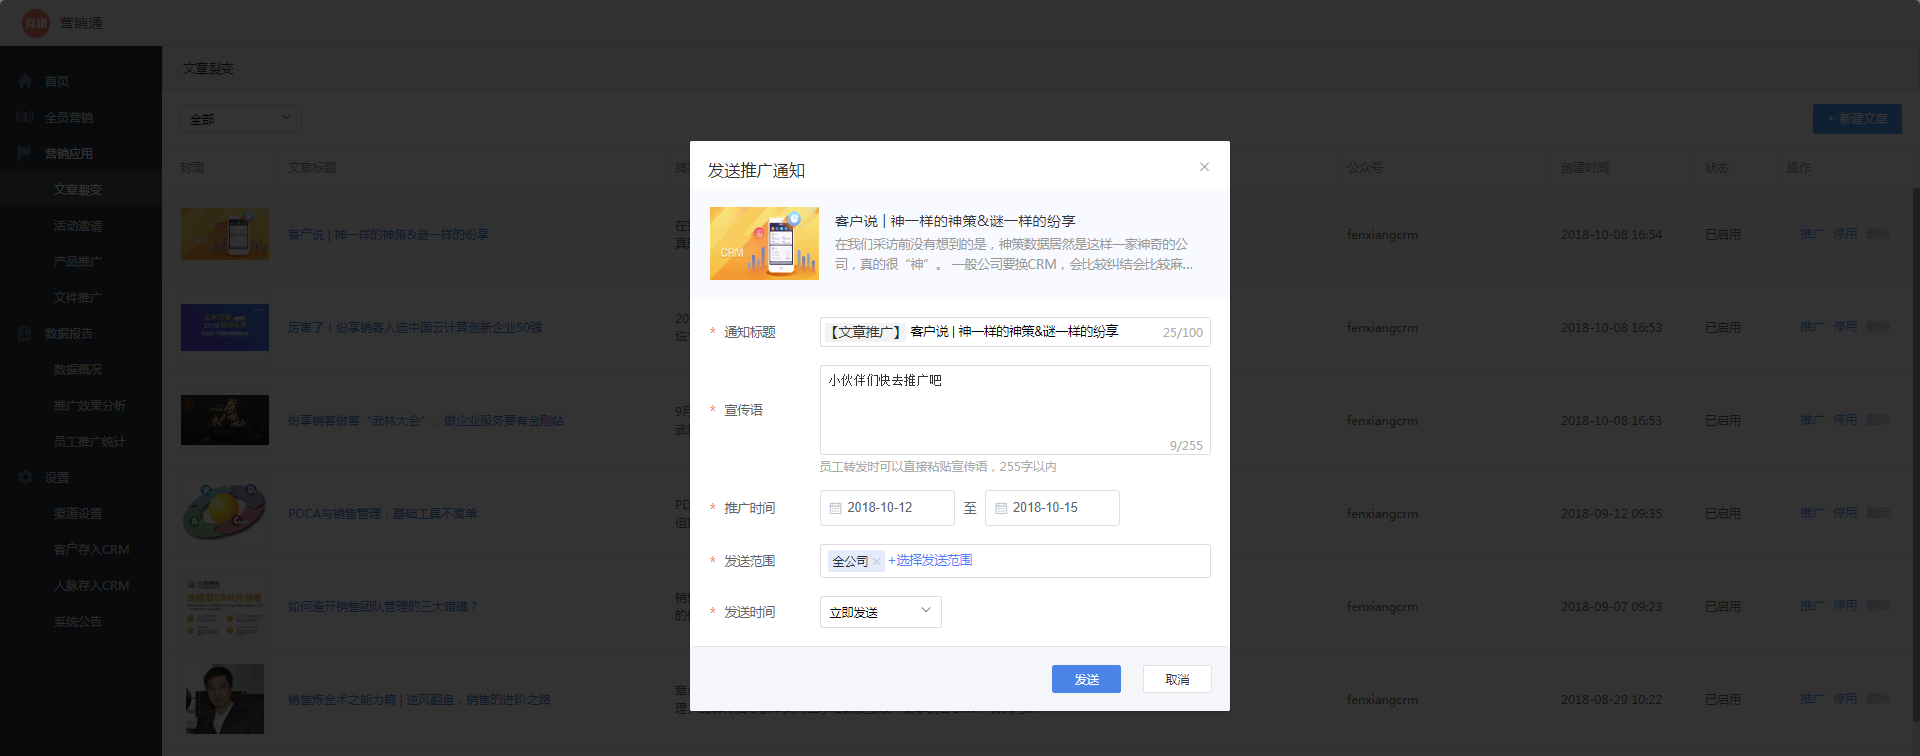 营销通
首页
全员营销
营销应用
文章裂变
活动邀请
产品推广
文件推广
数据报告
数据概况
推广效果分析
员工推广统计
设置
渠道设置
客户存入CRM
人脉存入CRM
系统公告
文章裂变
全部
+ 新建文章
封面 文章标题 公众号 创建时间 状态 操作
客户说 | 神一样的神策&谜一样的纷享 fenxiangcrm 2018-10-08 16:54 已启用 推广 停用 删除
厉害了！纷享销客入选中国云计算创新企业50强 fenxiangcrm 2018-10-08 16:53 已启用 推广 停用 删除
纷享销客做客“武林大会”，做企业服务要有金刚钻 fenxiangcrm 2018-10-08 16:53 已启用 推广 停用 删除
PDCA与销售管理，基础工具不简单 fenxiangcrm 2018-09-12 09:35 已启用 推广 停用 删除
如何避开销售团队管理的三大暗礁？ fenxiangcrm 2018-09-07 09:23 已启用 推广 停用 删除
销售炼金术之能力篇 | 逆风翻盘，销售的进阶之路 fenxiangcrm 2018-08-29 10:22 已启用 推广 停用 删除
发送推广通知
CRM
客户说 | 神一样的神策&谜一样的纷享
在我们采访前没有想到的是，神策数据居然是这样一家神奇的公
司，真的很“神”。 一般公司要换CRM，会比较纠结会比较麻...
* 通知标题 【文章推广】 客户说 | 神一样的神策&谜一样的纷享 25/100
* 宣传语 小伙伴们快去推广吧
9/255
员工转发时可以直接粘贴宣传语，255字以内
* 推广时间 2018-10-12 至 2018-10-15
* 发送范围 全公司 × +选择发送范围
* 发送时间 立即发送
发送 取消